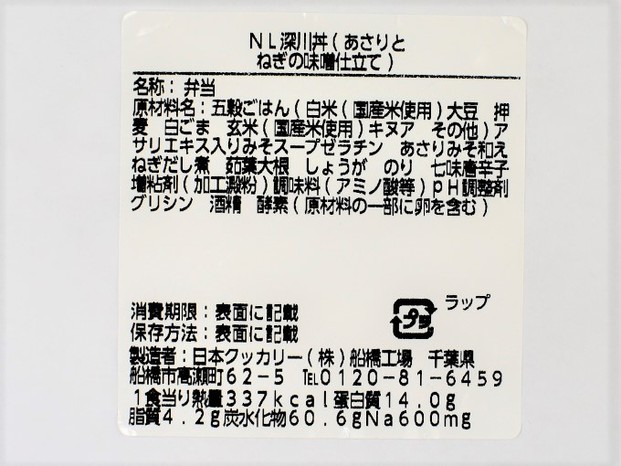 NL深川丼(あさりと
ねぎの味噌仕立て)
名称:弁当
原材料名:五穀ごはん(白米(国産米使用)大豆 押
麦 白ごま 玄米(国産米使用)キヌア その他)ア
サリエキス入りみそスープゼラチン あさりみそ和え
ねぎだし煮 茹葉大根 しょうが のり 七味唐辛子
増粘剤(加工澱粉)調味料(アミノ酸等)pH調整剤
グリシン 酒精 酵素(原材料の一部に卵を含む)
消費期限:表面に記載
保存方法:表面に記載
プラ
ラップ
製造者:日本クッカリー(株)船橋工場 千葉県
船橋市高瀬町62-5 ℡0120-81-6459
1食当り熱量337kcal蛋白質14.0g
脂質4.2g炭水化物60.6gNa600mg